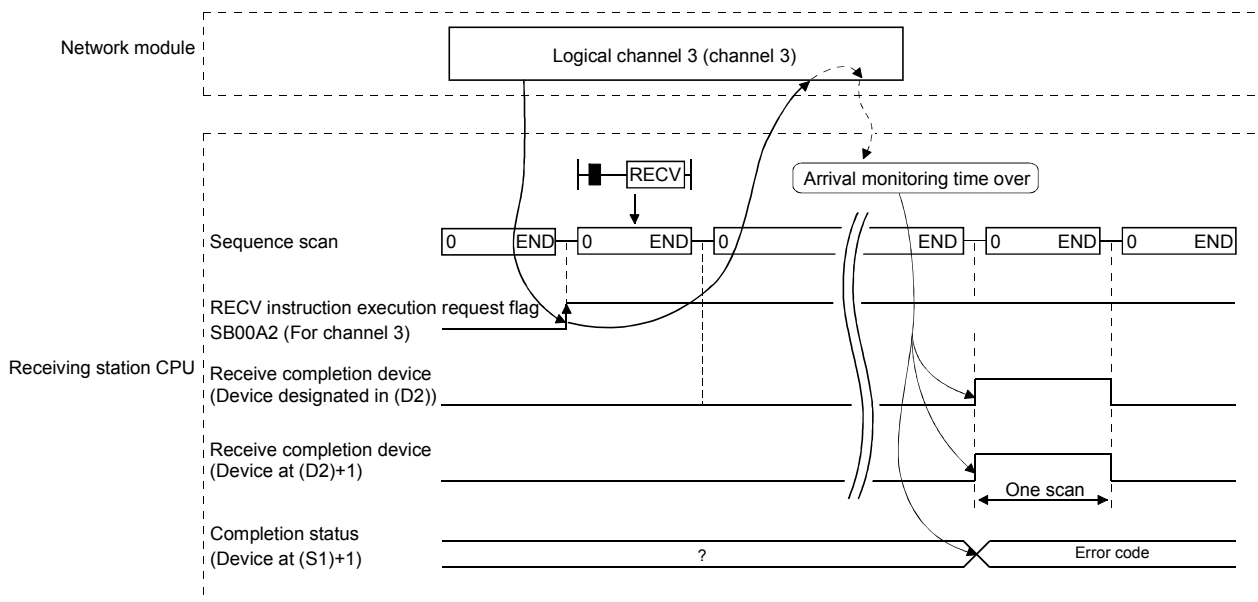 Network module
Logical channel 3 (channel 3)
RECV
Arrival monitoring time over
Sequence scan
0 END 0 END 0 END 0 END 0 END
RECV instruction execution request flag
SB00A2 (For channel 3)
Receiving station CPU
Receive completion device
(Device designated in (D2))
Receive completion device
(Device at (D2)+1)
One scan
Completion status
(Device at (S1)+1)
?
Error code